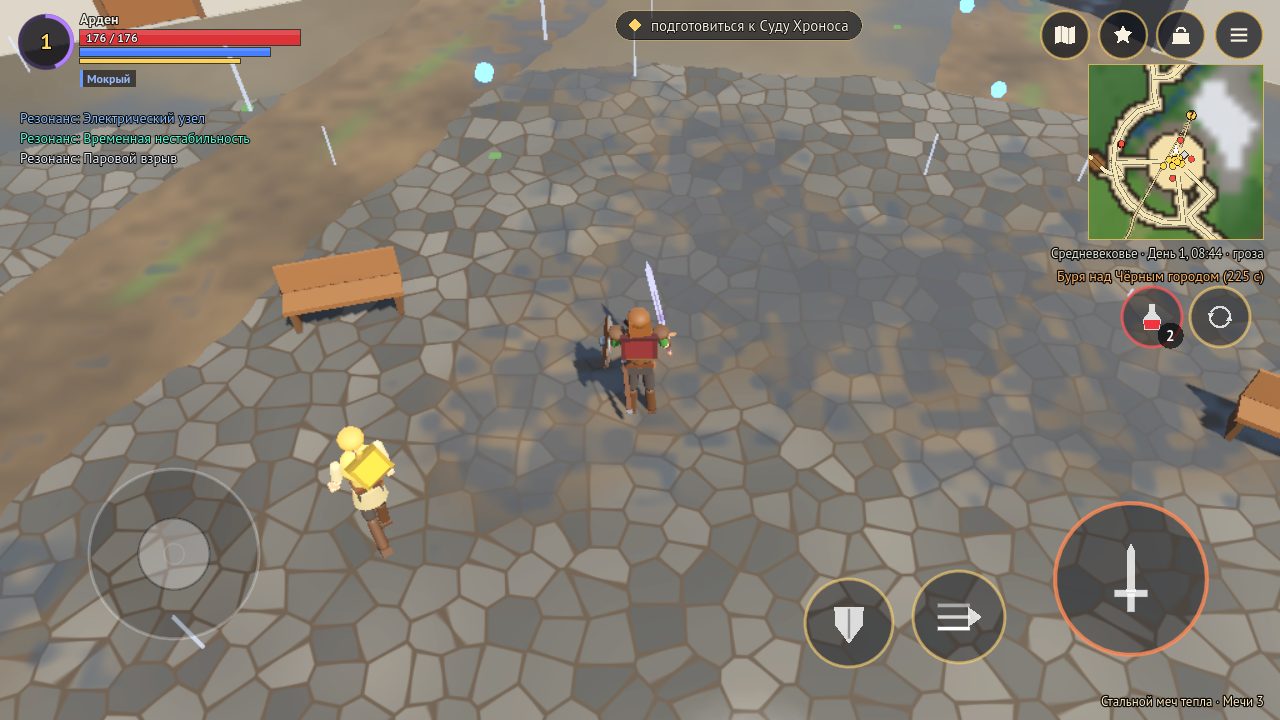 Арден
1
176 / 176
Мокрый
подготовиться к Суду Хроноса
Резонанс: Электрический узел
Резонанс: Временная нестабильность
Резонанс: Паровой взрыв
Средневековье · День 1, 08:44 · гроза
Буря над Чёрным городом (225 с)
2
Стальной меч тепла · Мечи 3